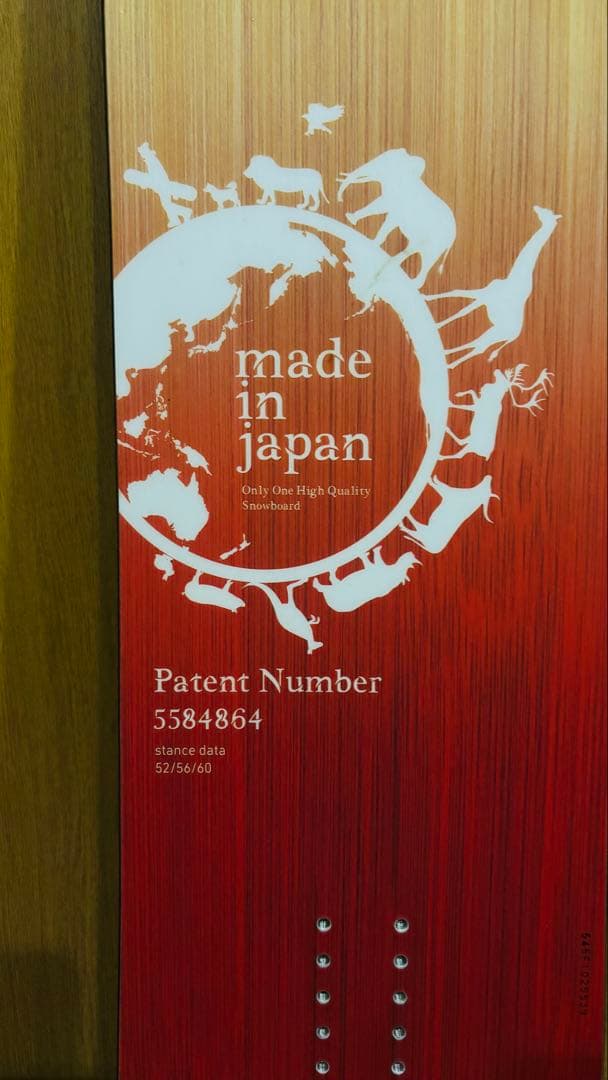 made
in
japan
Only One High Quality
Snowboard
Patent Number
5584864
stance data
52/56/60